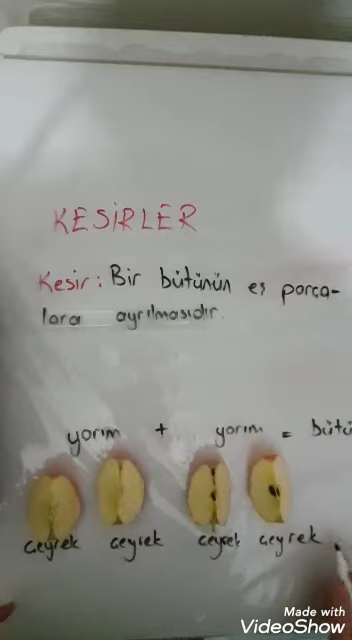 KESİRLER
Kesir: Bir bütünün eş parça-
lara ayrılmasıdır.
yarım + yarım = bütü
çeyrek çeyrek çeyrek çeyrek
Made with
VideoShow